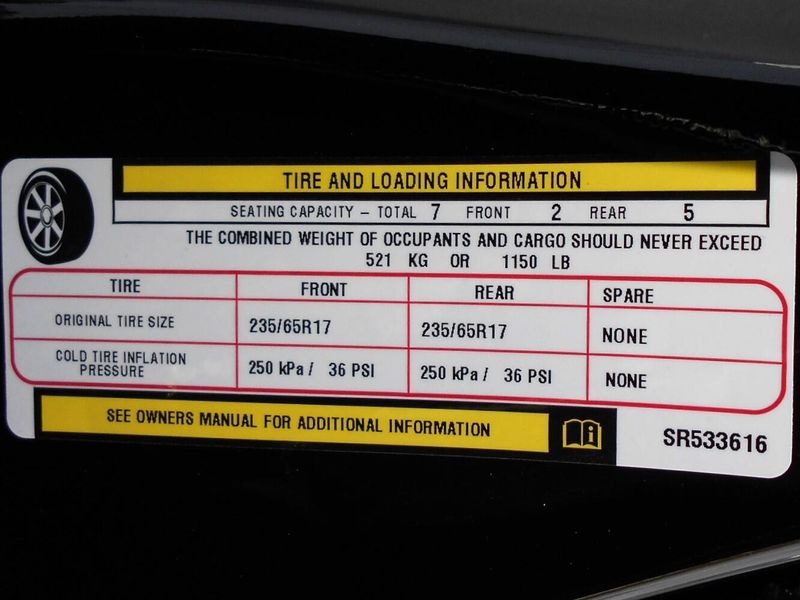 TIRE AND LOADING INFORMATION
SEATING CAPACITY – TOTAL 7 FRONT 2 REAR 5
THE COMBINED WEIGHT OF OCCUPANTS AND CARGO SHOULD NEVER EXCEED
521 KG OR 1150 LB
TIRE FRONT REAR SPARE
ORIGINAL TIRE SIZE 235/65R17 235/65R17 NONE
COLD TIRE INFLATION
PRESSURE 250 kPa / 36 PSI 250 kPa / 36 PSI NONE
SEE OWNERS MANUAL FOR ADDITIONAL INFORMATION
SR533616